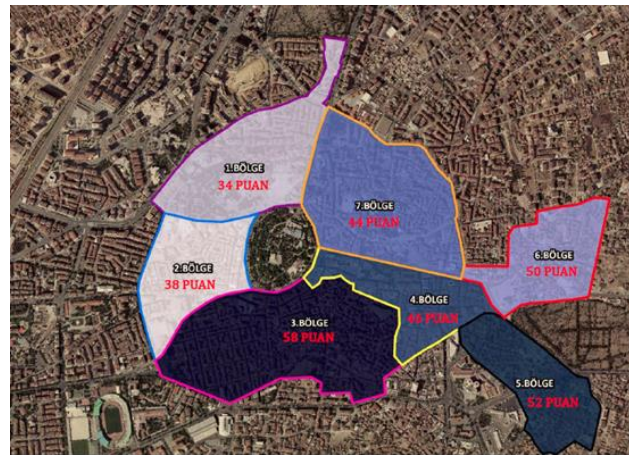 1.BÖLGE
34 PUAN
7.BÖLGE
44 PUAN
2.BÖLGE
38 PUAN
6.BÖLGE
50 PUAN
4.BÖLGE
PUAN
3.BÖLGE
58 PUAN
5.BÖLGE
52 PUAN